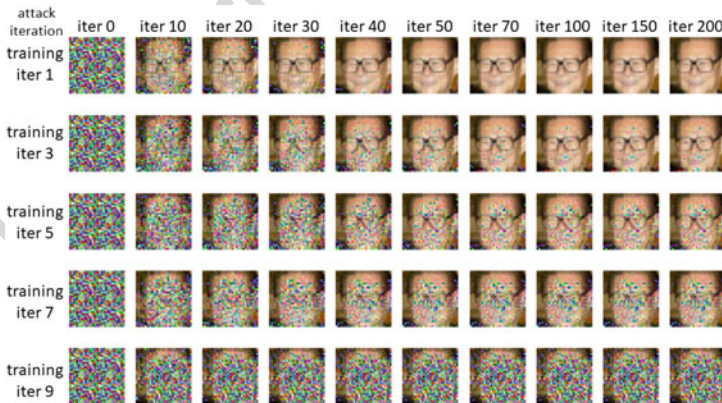 attack
iteration iter 0 iter 10 iter 20 iter 30 iter 40 iter 50 iter 70 iter 100 iter 150 iter 200
training
iter 1
training
iter 3
training
iter 5
training
iter 7
training
iter 9